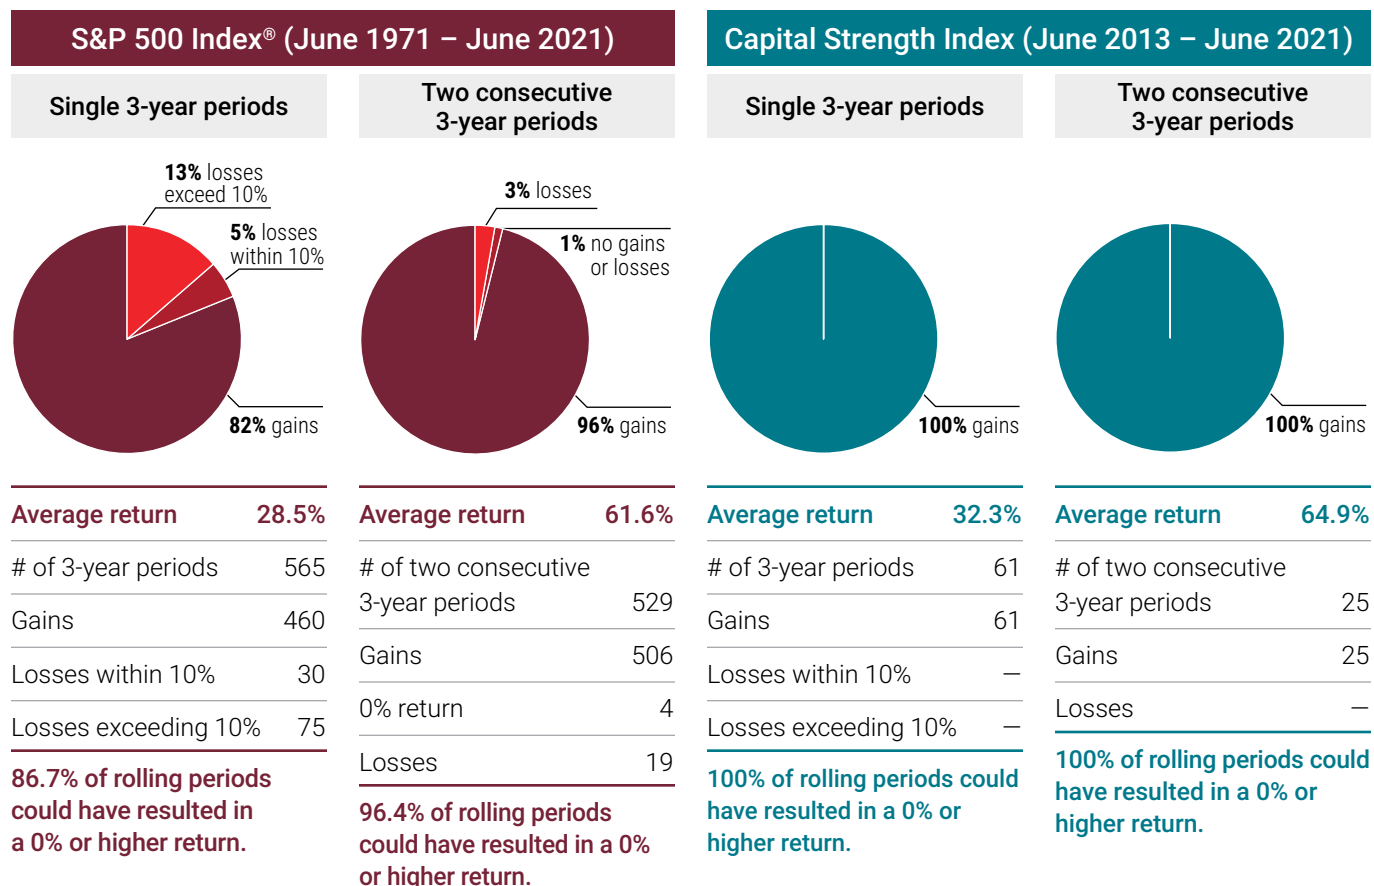 S&P 500 Index® (June 1971 – June 2021)
Single 3-year periods
13% losses
exceed 10%
5% losses
within 10%
82% gains
Average return 28.5%
# of 3-year periods 565
Gains 460
Losses within 10% 30
Losses exceeding 10% 75
86.7% of rolling periods
could have resulted in
a 0% or higher return.
Two consecutive
3-year periods
3% losses
1% no gains
or losses
96% gains
Average return 61.6%
# of two consecutive
3-year periods 529
Gains 506
0% return 4
Losses 19
96.4% of rolling periods
could have resulted in a 0%
or higher return.
Capital Strength Index (June 2013 – June 2021)
Single 3-year periods
100% gains
Average return 32.3%
# of 3-year periods 61
Gains 61
Losses within 10% —
Losses exceeding 10% —
100% of rolling periods could
have resulted in a 0% or
higher return.
Two consecutive
3-year periods
100% gains
Average return 64.9%
# of two consecutive
3-year periods 25
Gains 25
Losses —
100% of rolling periods could
have resulted in a 0% or
higher return.